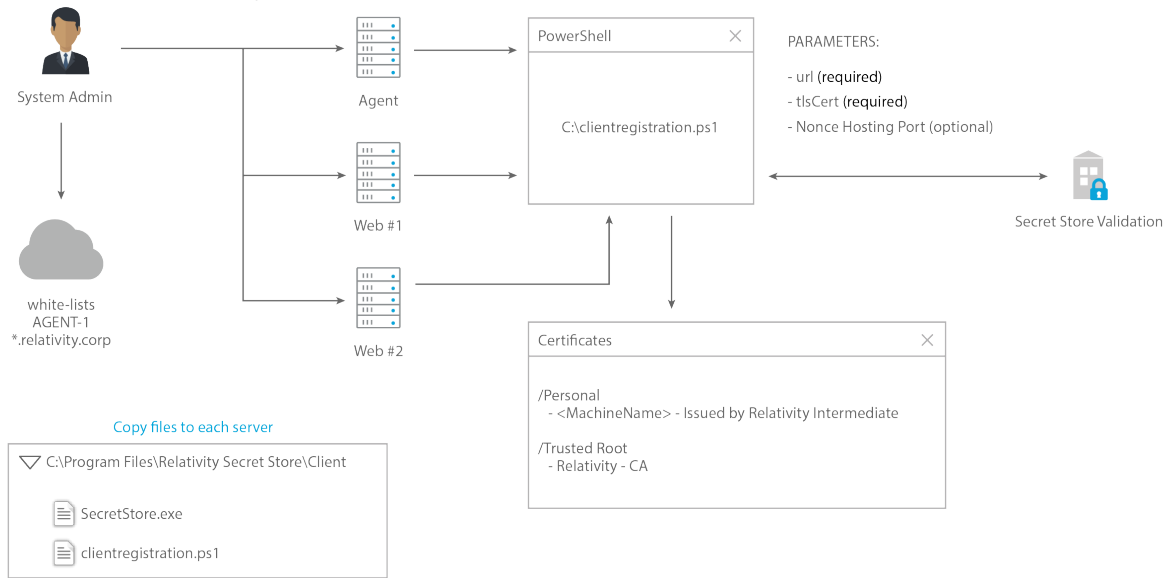 System Admin
white-lists
AGENT-1
*.relativity.corp
Agent
Web #1
Web #2
PowerShell
C:\clientregistration.ps1
PARAMETERS:
- url (required)
- tlsCert (required)
- Nonce Hosting Port (optional)
Secret Store Validation
Certificates
/Personal
- <MachineName> - Issued by Relativity Intermediate
/Trusted Root
- Relativity - CA
Copy files to each server
C:\Program Files\Relativity Secret Store\Client
SecretStore.exe
clientregistration.ps1